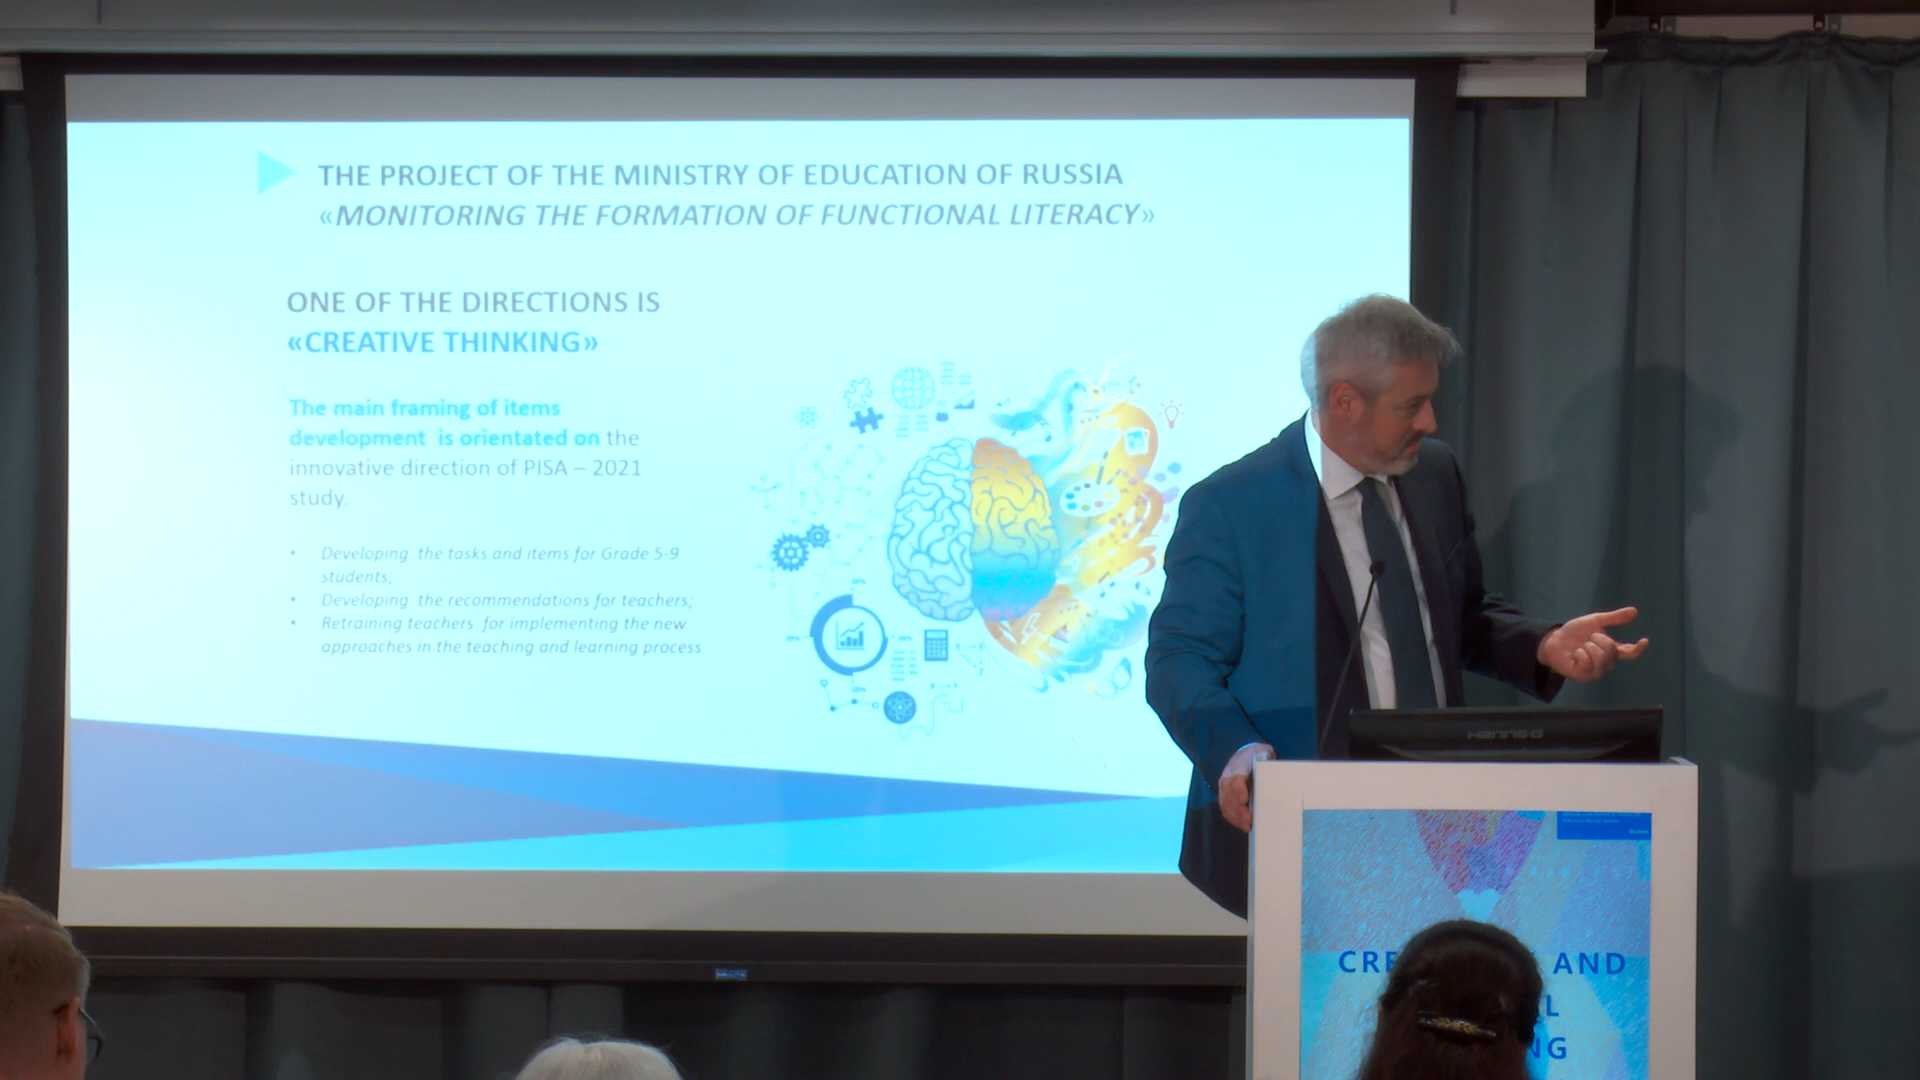 THE PROJECT OF THE MINISTRY OF EDUCATION OF RUSSIA
«MONITORING THE FORMATION OF FUNCTIONAL LITERACY»
ONE OF THE DIRECTIONS IS
«CREATIVE THINKING»
The main framing of items
development is orientated on the
innovative direction of PISA – 2021
study.
• Developing the tasks and items for Grade 5-9
students;
• Developing the recommendations for teachers;
• Retraining teachers for implementing the new
approaches in the teaching and learning process
HANNS-G
AND